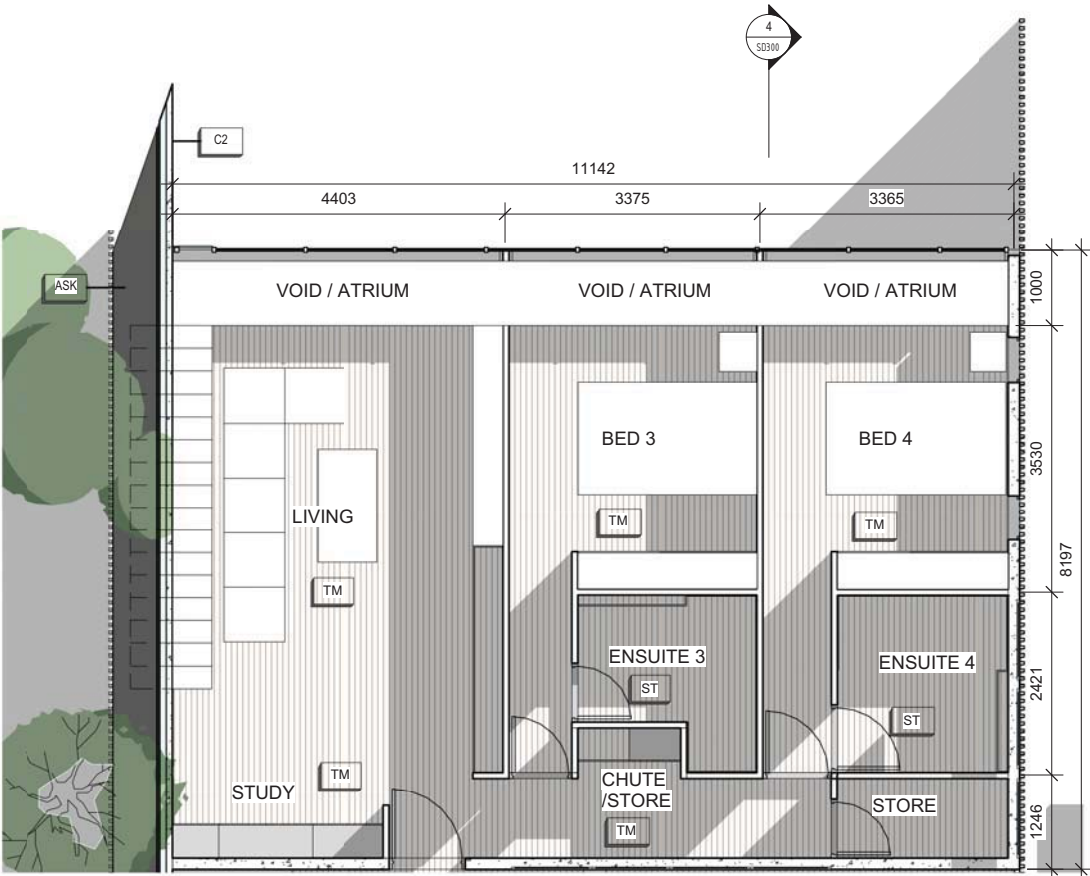 4
SD300
C2
11142
4403
3375
3365
ASK
VOID / ATRIUM
VOID / ATRIUM
VOID / ATRIUM
1000
BED 3
BED 4
3530
LIVING
TM
TM
8197
TM
ENSUITE 3
ENSUITE 4
2421
ST
ST
TM
STUDY
CHUTE
/STORE
STORE
TM
1246